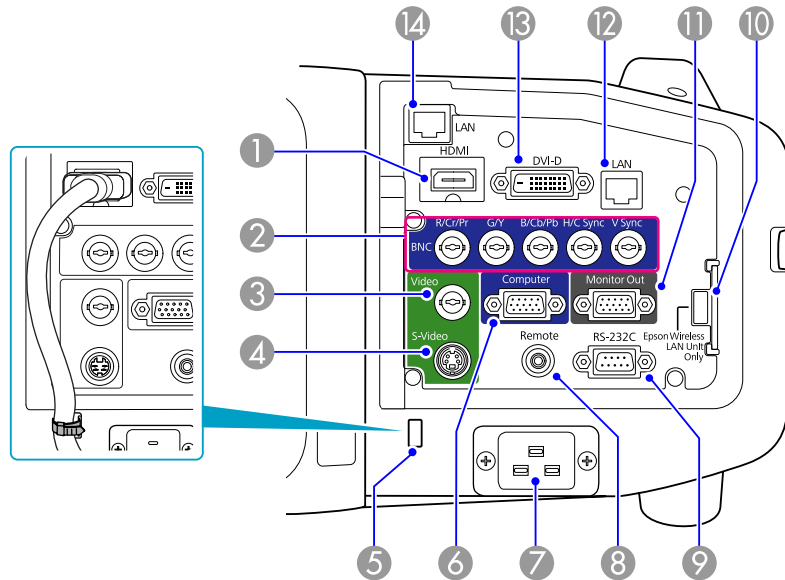 14
13
12
11
10
LAN
HDMI
DVI-D
LAN
1
R/Cr/Pr G/Y B/Cb/Pb H/C Sync V Sync
2
BNC
Video
Computer
Monitor Out
3
S-Video
Remote
RS-232C
Epson Wireless
LAN Unit
Only
4
5
6
7
8
9